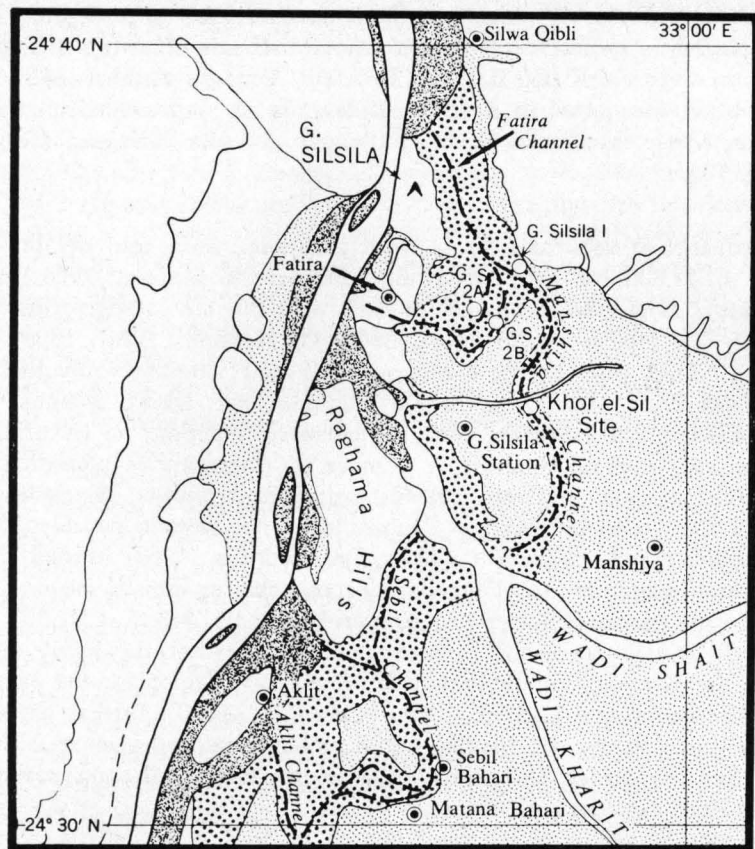 24° 40′ N
Silwa Qibli
33° 00′ E
G.
SILSILA
Fatira
Channel
A
G. Silsila I
Fatira
G. S.
2A
G.S.
2B
Manshiya
Channel
Khor el-Sil
Site
G.Silsila
Station
Raghama Hills
?
Manshiya
WADI SHAIT
WADI KHARIT
Sebil
Channel
Aklit
Aklit Channel
Sebil
Bahari
Matana Bahari
24° 30′ N